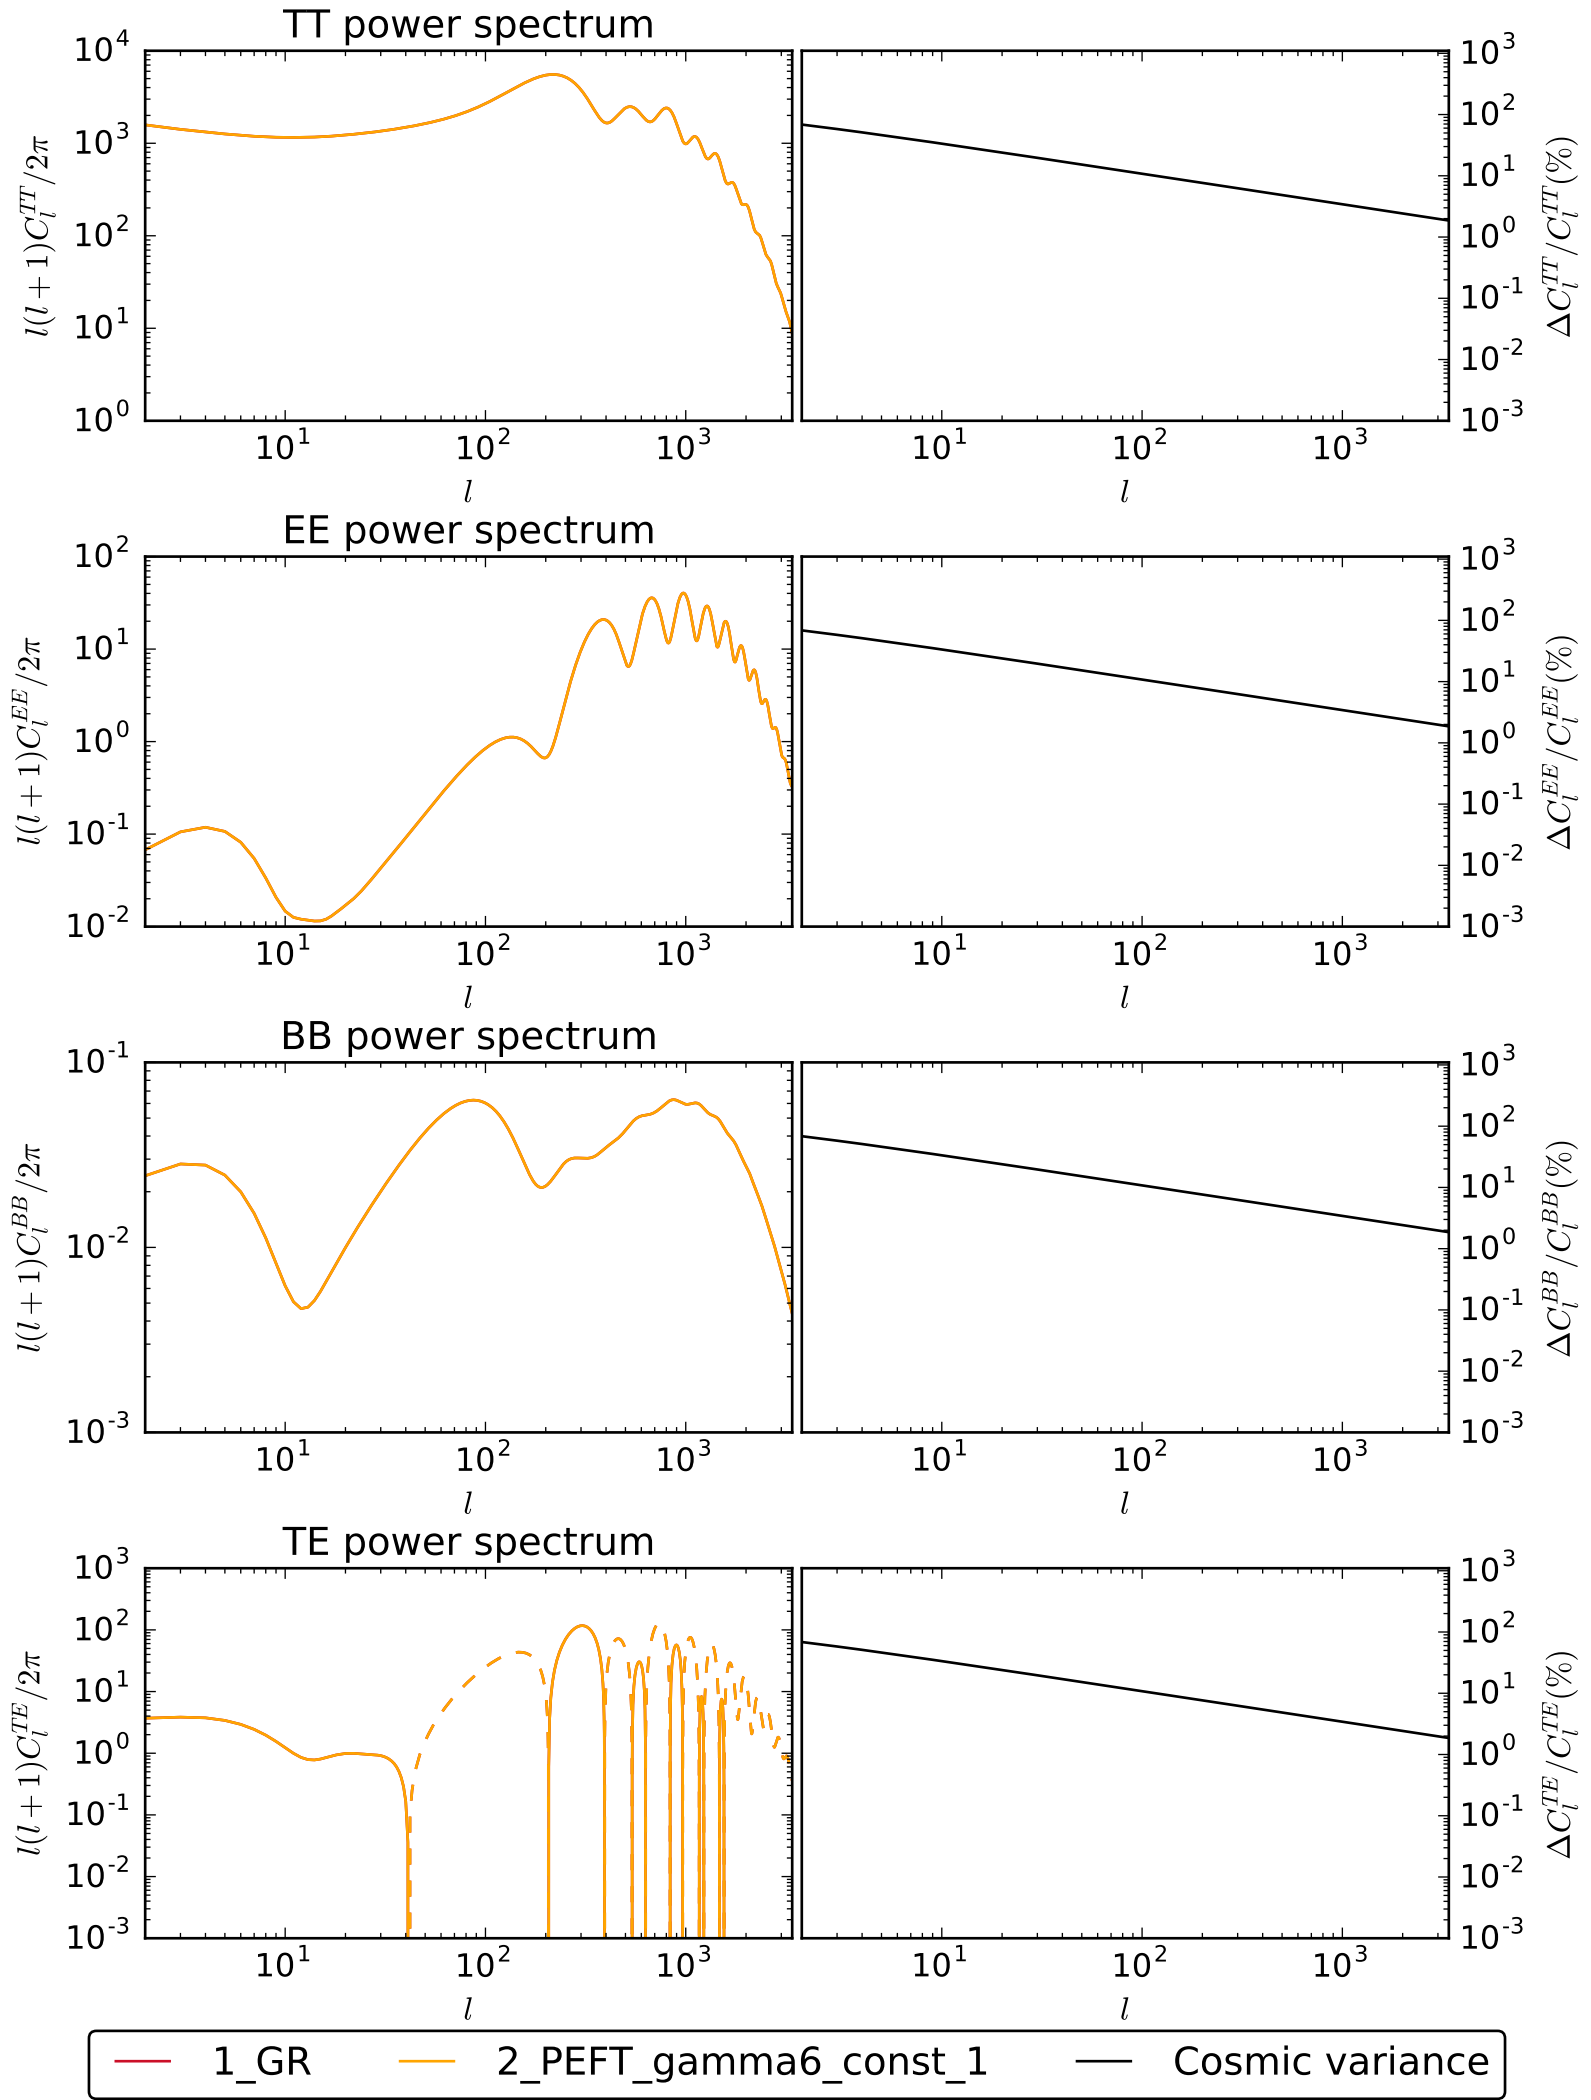 TT power spectrum
10^4
10^3
10^2
10^1
10^0
l(l+1)C_l^{TT}/2π
10^1 10^2 10^3
l
10^3
10^2
10^1
10^0
10^-1
10^-2
10^-3
ΔC_l^{TT}/C_l^{TT}(%)
10^1 10^2 10^3
l
EE power spectrum
10^2
10^1
10^0
10^-1
10^-2
l(l+1)C_l^{EE}/2π
10^1 10^2 10^3
l
10^3
10^2
10^1
10^0
10^-1
10^-2
10^-3
ΔC_l^{EE}/C_l^{EE}(%)
10^1 10^2 10^3
l
BB power spectrum
10^-1
10^-2
10^-3
l(l+1)C_l^{BB}/2π
10^1 10^2 10^3
l
10^3
10^2
10^1
10^0
10^-1
10^-2
10^-3
ΔC_l^{BB}/C_l^{BB}(%)
10^1 10^2 10^3
l
TE power spectrum
10^3
10^2
10^1
10^0
10^-1
10^-2
10^-3
l(l+1)C_l^{TE}/2π
10^1 10^2 10^3
l
10^3
10^2
10^1
10^0
10^-1
10^-2
10^-3
ΔC_l^{TE}/C_l^{TE}(%)
10^1 10^2 10^3
l
1_GR 2_PEFT_gamma6_const_1 Cosmic variance